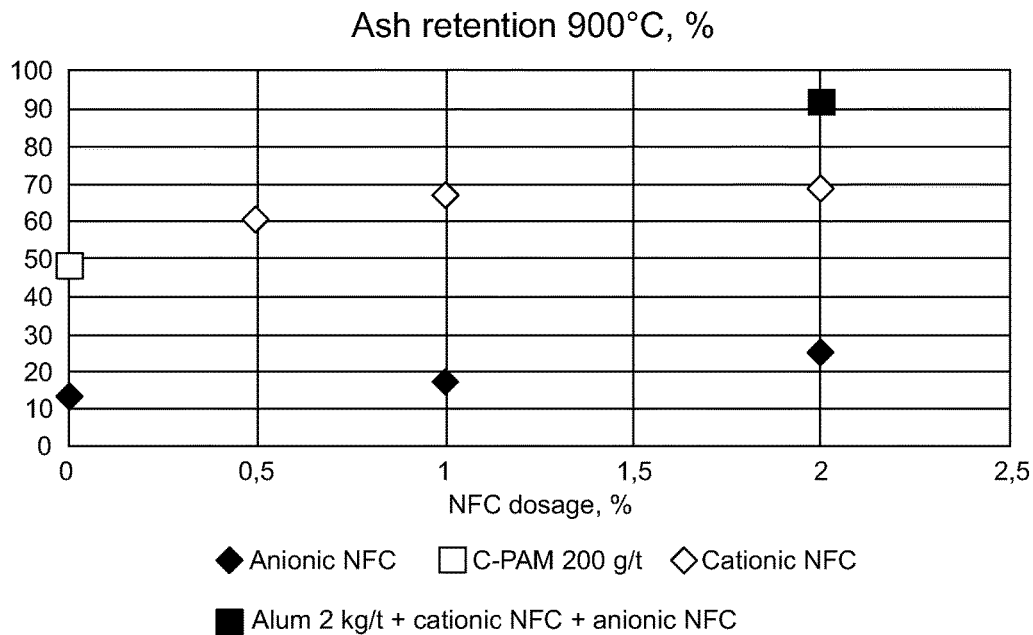 Ash retention 900°C, %
100
90
80
70
60
50
40
30
20
10
0
0 0,5 1 1,5 2 2,5
NFC dosage, %
Anionic NFC C-PAM 200 g/t Cationic NFC
Alum 2 kg/t + cationic NFC + anionic NFC